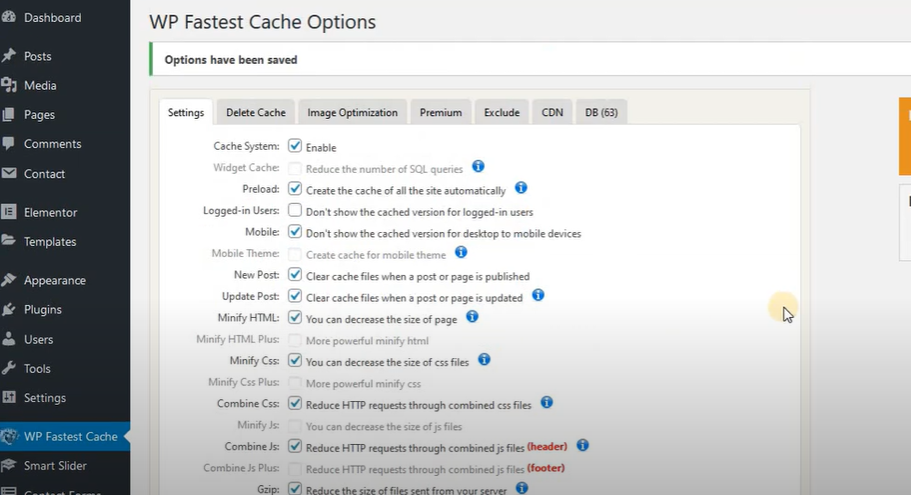 Dashboard
Posts
Media
Pages
Comments
Contact
Elementor
Templates
Appearance
Plugins
Users
Tools
Settings
WP Fastest Cache
Smart Slider
Contact Forms
WP Fastest Cache Options
Options have been saved
Settings Delete Cache Image Optimization Premium Exclude CDN DB (63)
Cache System: Enable
Widget Cache: Reduce the number of SQL queries
Preload: Create the cache of all the site automatically
Logged-in Users: Don't show the cached version for logged-in users
Mobile: Don't show the cached version for desktop to mobile devices
Mobile Theme: Create cache for mobile theme
New Post: Clear cache files when a post or page is published
Update Post: Clear cache files when a post or page is updated
Minify HTML: You can decrease the size of page
Minify HTML Plus: More powerful minify html
Minify Css: You can decrease the size of css files
Minify Css Plus: More powerful minify css
Combine Css: Reduce HTTP requests through combined css files
Minify Js: You can decrease the size of js files
Combine Js: Reduce HTTP requests through combined js files (header)
Combine Js Plus: Reduce HTTP requests through combined js files (footer)
Gzip: Reduce the size of files sent from your server